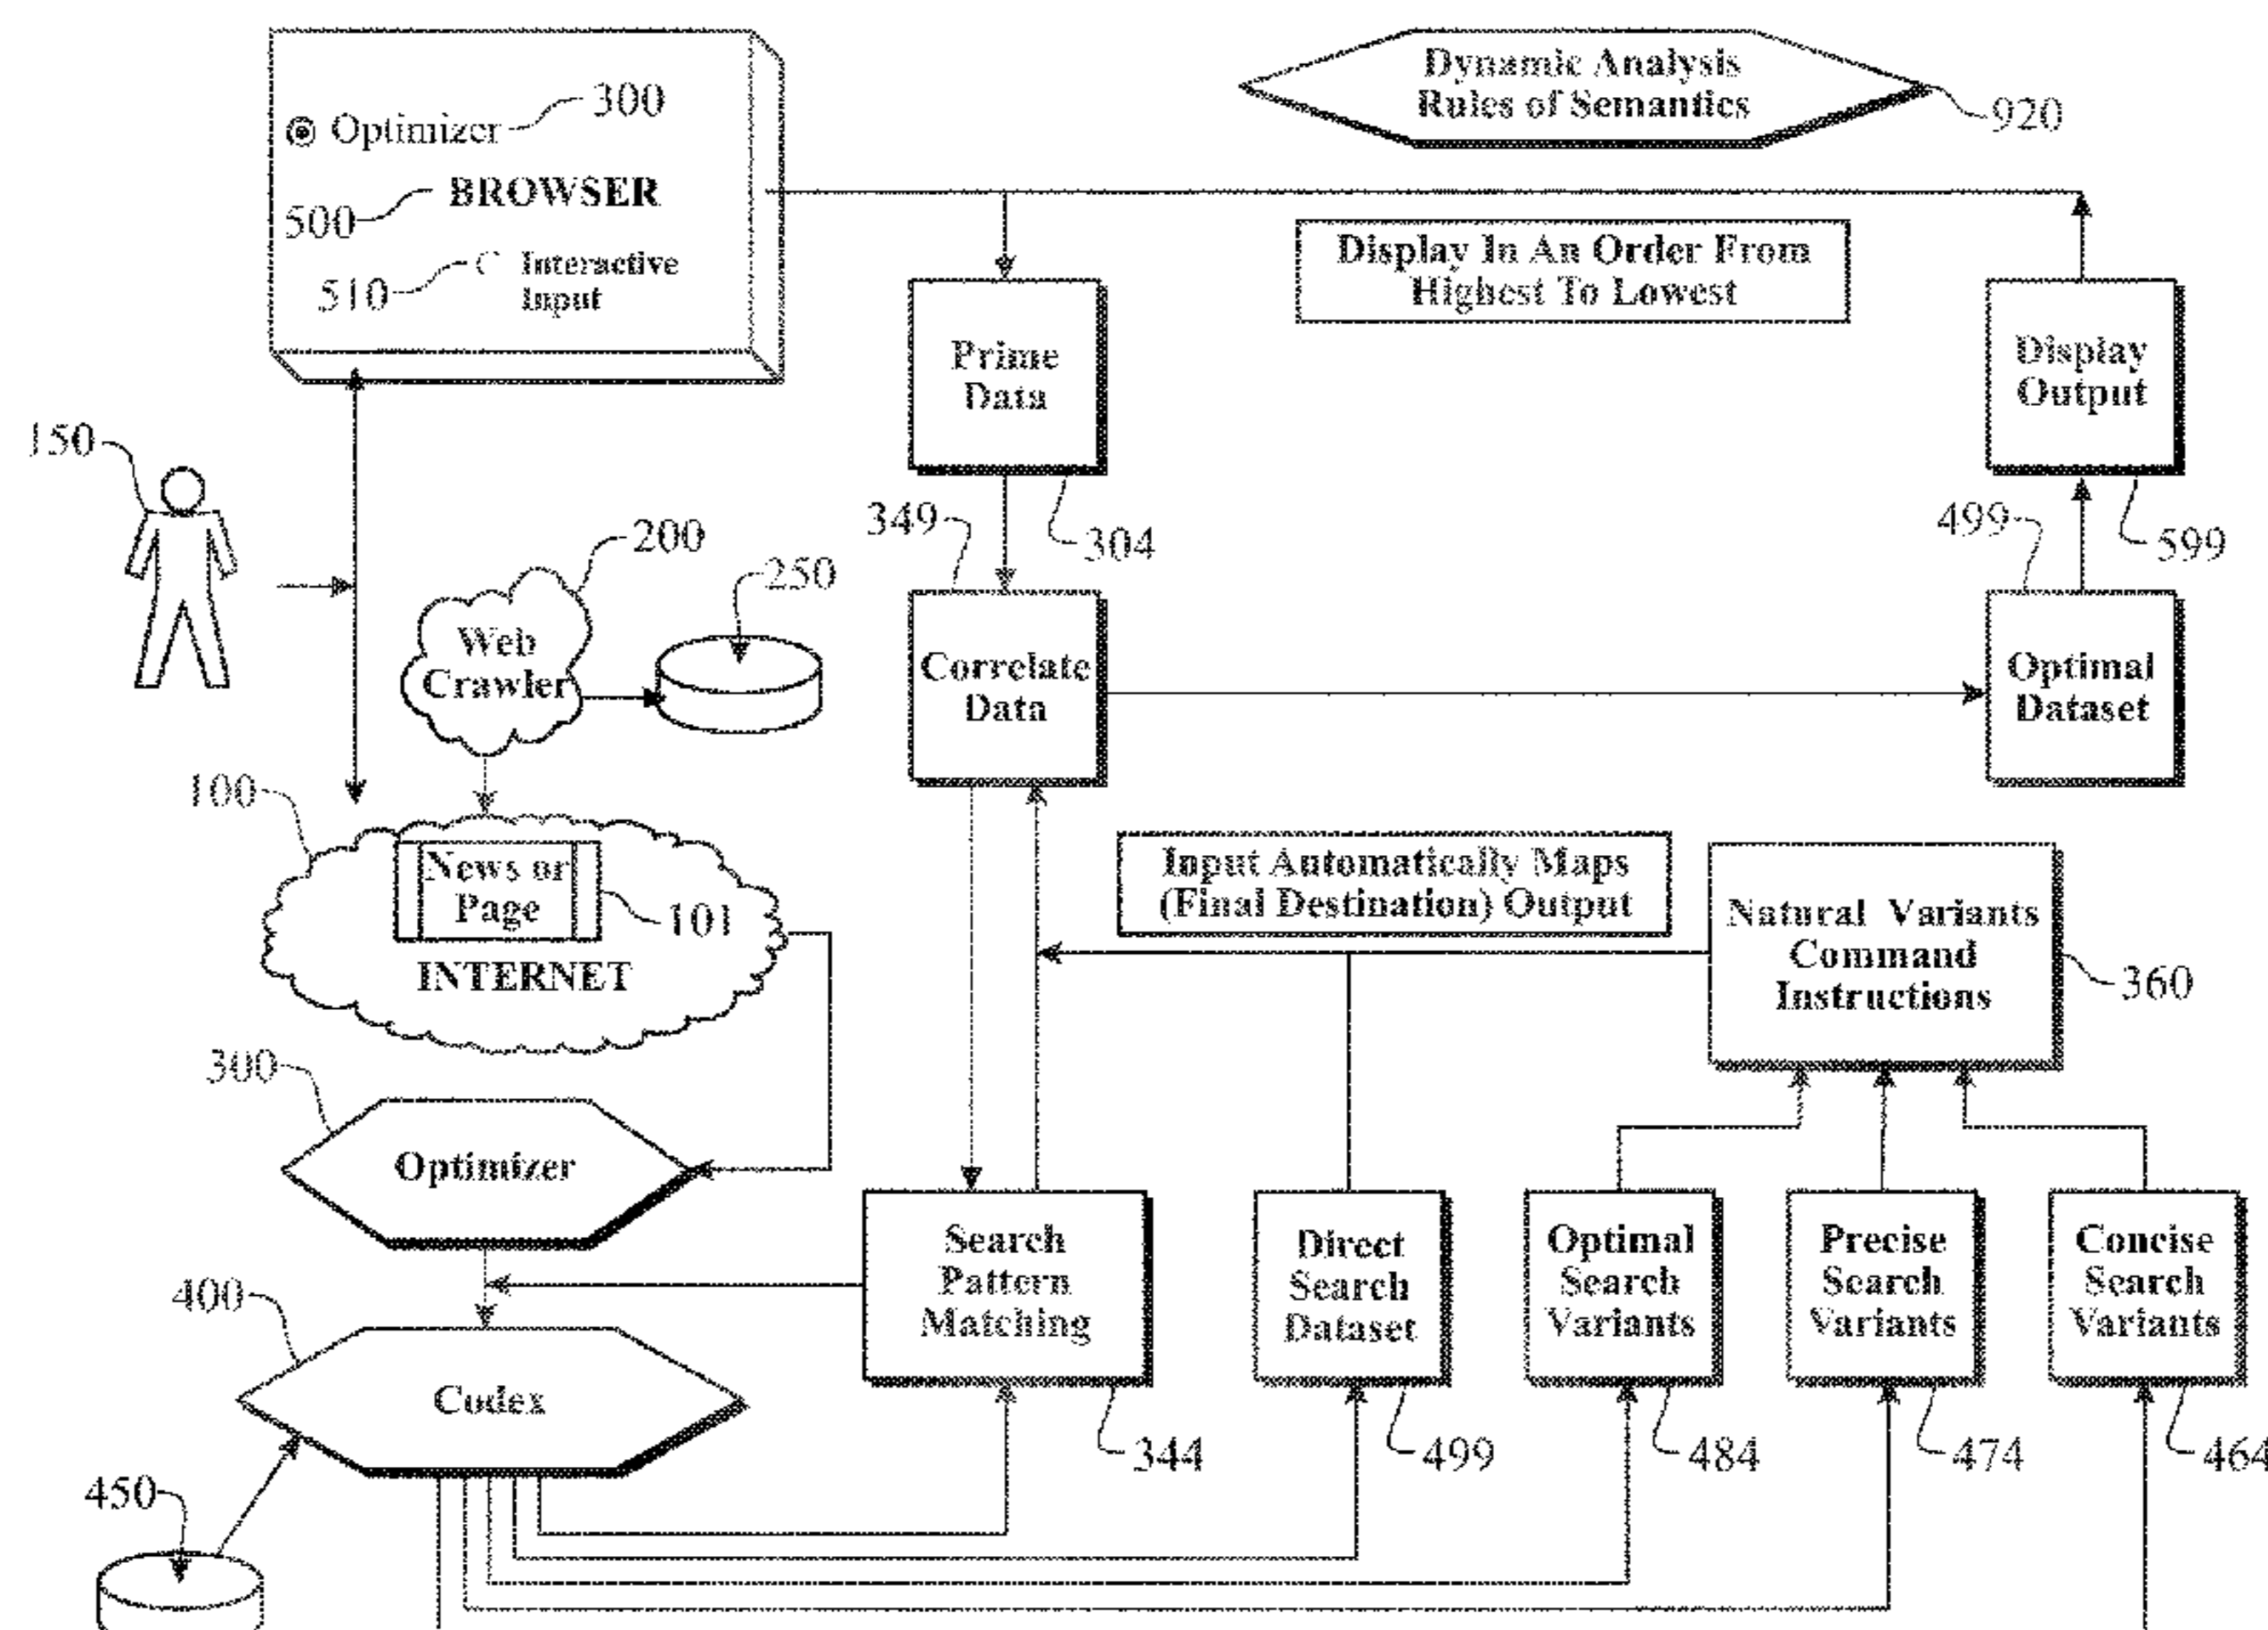 Optimizer
300
BROWSER
500
Interactive
Input
510
Dynamic Analysis
Rules of Semantics
920
Display In An Order From
Highest To Lowest
Prime
Data
304
Display
Output
599
150
200
Web
Crawler
250
349
Correlate
Data
499
Optimal
Dataset
100
News or
Page
101
INTERNET
Input Automatically Maps
(Final Destination) Output
Natural Variants
Command
Instructions
360
300
Optimizer
400
Codex
450
Search
Pattern
Matching
344
Direct
Search
Dataset
499
Optimal
Search
Variants
484
Precise
Search
Variants
474
Concise
Search
Variants
464